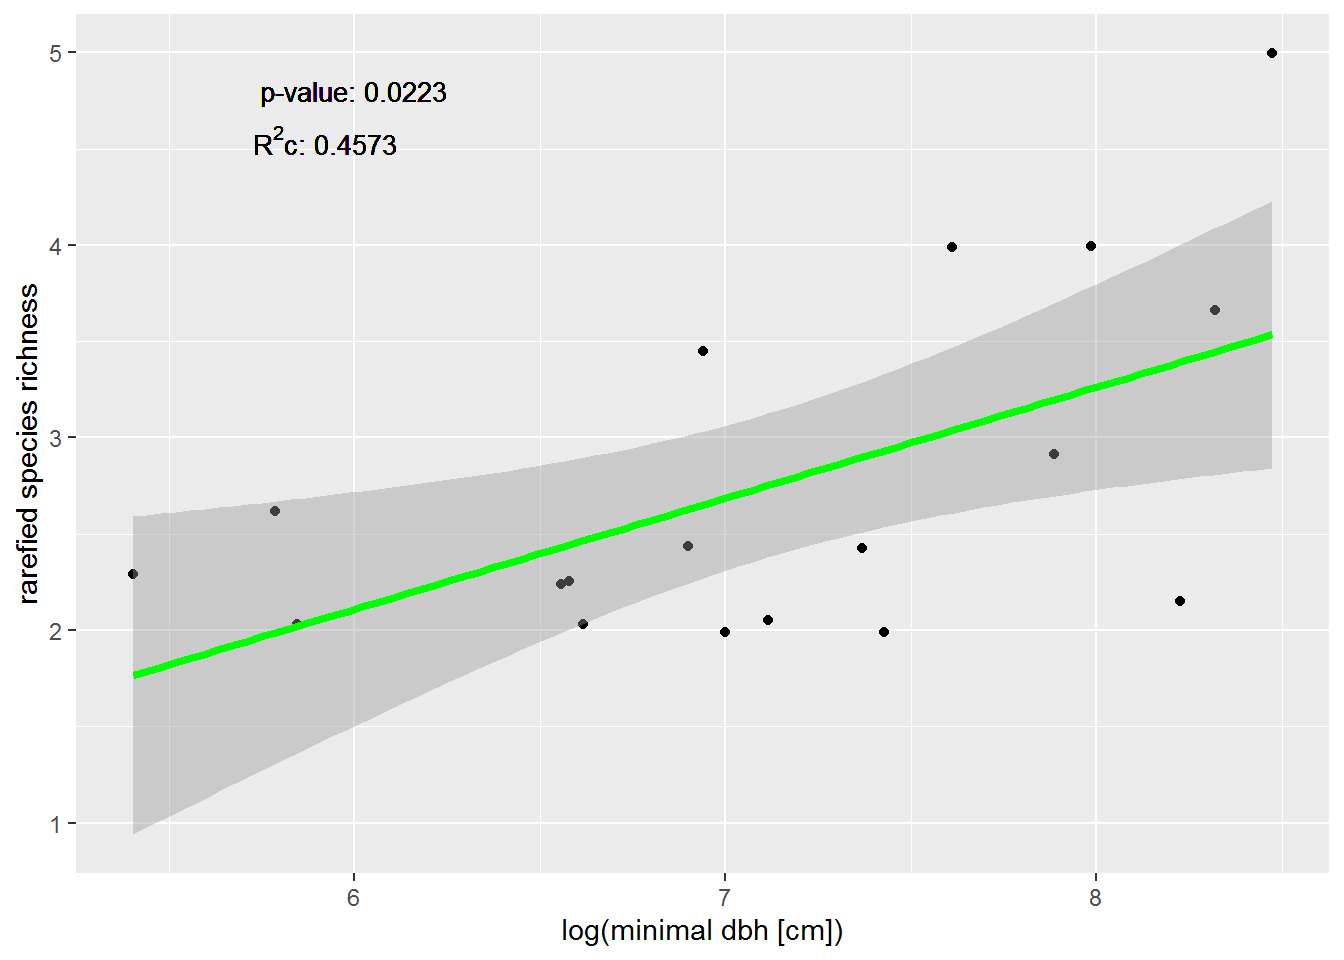 p-value: 0.0223
R²c: 0.4573
5
4
3
2
1
rarefied species richness
6 7 8
log(minimal dbh [cm])